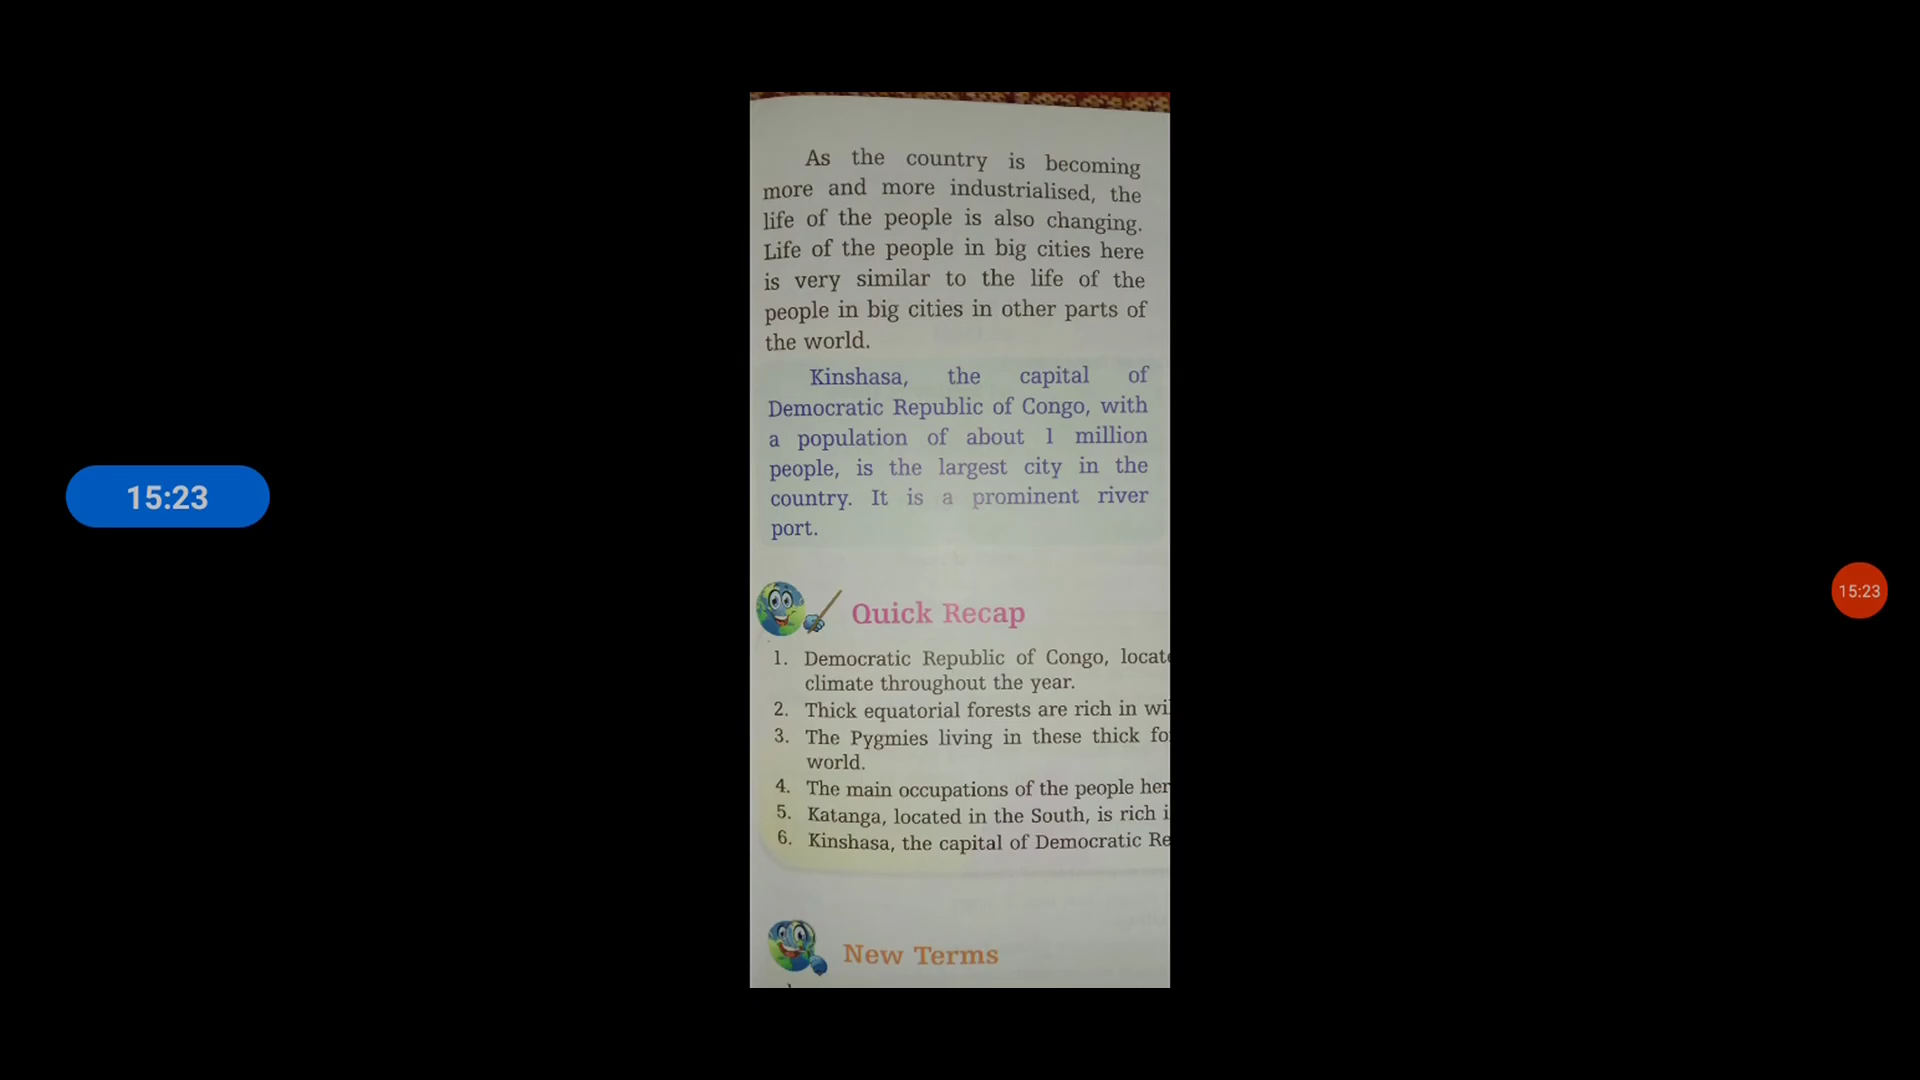 As the country is becoming
more and more industrialised, the
life of the people is also changing.
Life of the people in big cities here
is very similar to the life of the
people in big cities in other parts of
the world.
Kinshasa, the capital of
Democratic Republic of Congo, with
a population of about 1 million
people, is the largest city in the
country. It is a prominent river
port.
15:23
15:23
Quick Recap
1. Democratic Republic of Congo,
climate throughout the year.
2. Thick equatorial forests are rich in
3. The Pygmies living in these thick
world.
4. The main occupations of the people
5. Katanga, located in the South, is rich
6. Kinshasa, the capital of Democratic
New Terms